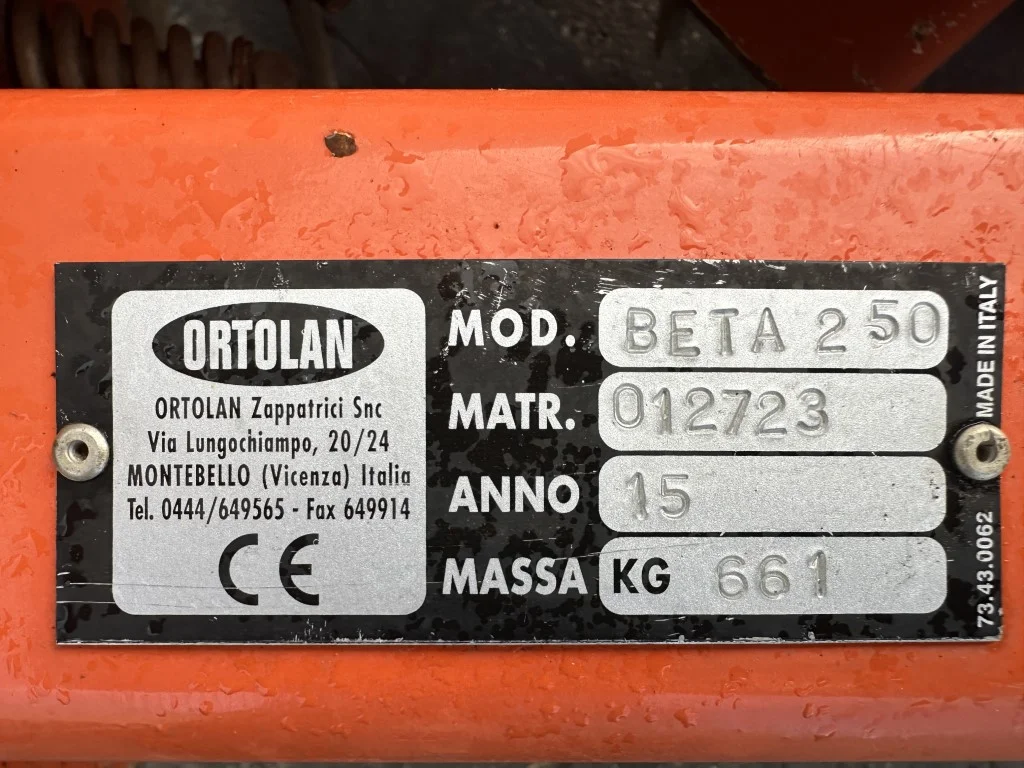 ORTOLAN
ORTOLAN Zappatrici Snc
Via Lungochiampo, 20/24
MONTEBELLO (Vicenza) Italia
Tel. 0444/649565 - Fax 649914
CE
MOD. BETA 250
MATR. 012723
ANNO 15
MASSA KG 661
73.43.0062 MADE IN ITALY